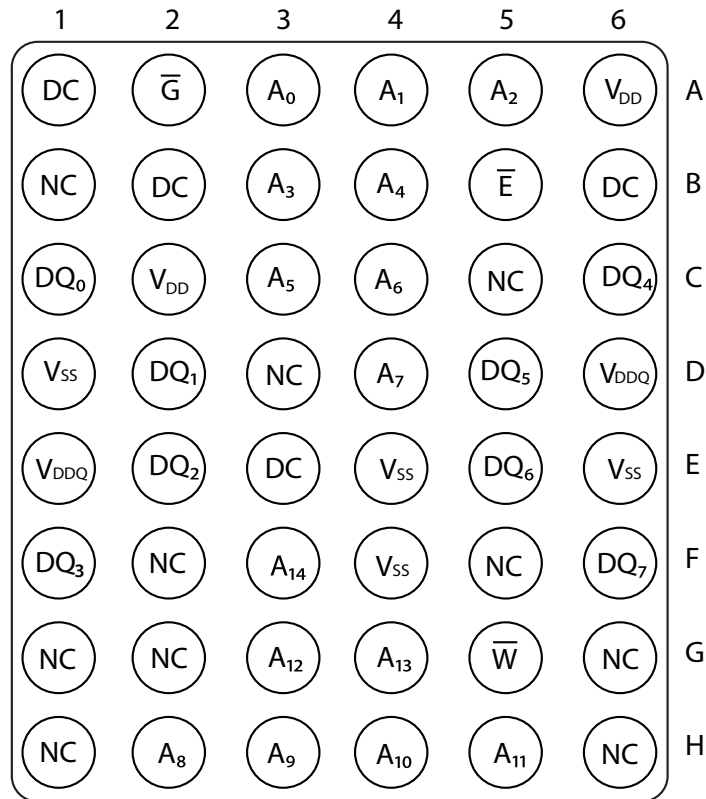 1 2 3 4 5 6
DC G̅ A₀ A₁ A₂ V_DD A
NC DC A₃ A₄ E̅ DC B
DQ₀ V_DD A₅ A₆ NC DQ₄ C
V_SS DQ₁ NC A₇ DQ₅ V_DDQ D
V_DDQ DQ₂ DC V_SS DQ₆ V_SS E
DQ₃ NC A₁₄ V_SS NC DQ₇ F
NC NC A₁₂ A₁₃ W̅ NC G
NC A₈ A₉ A₁₀ A₁₁ NC H